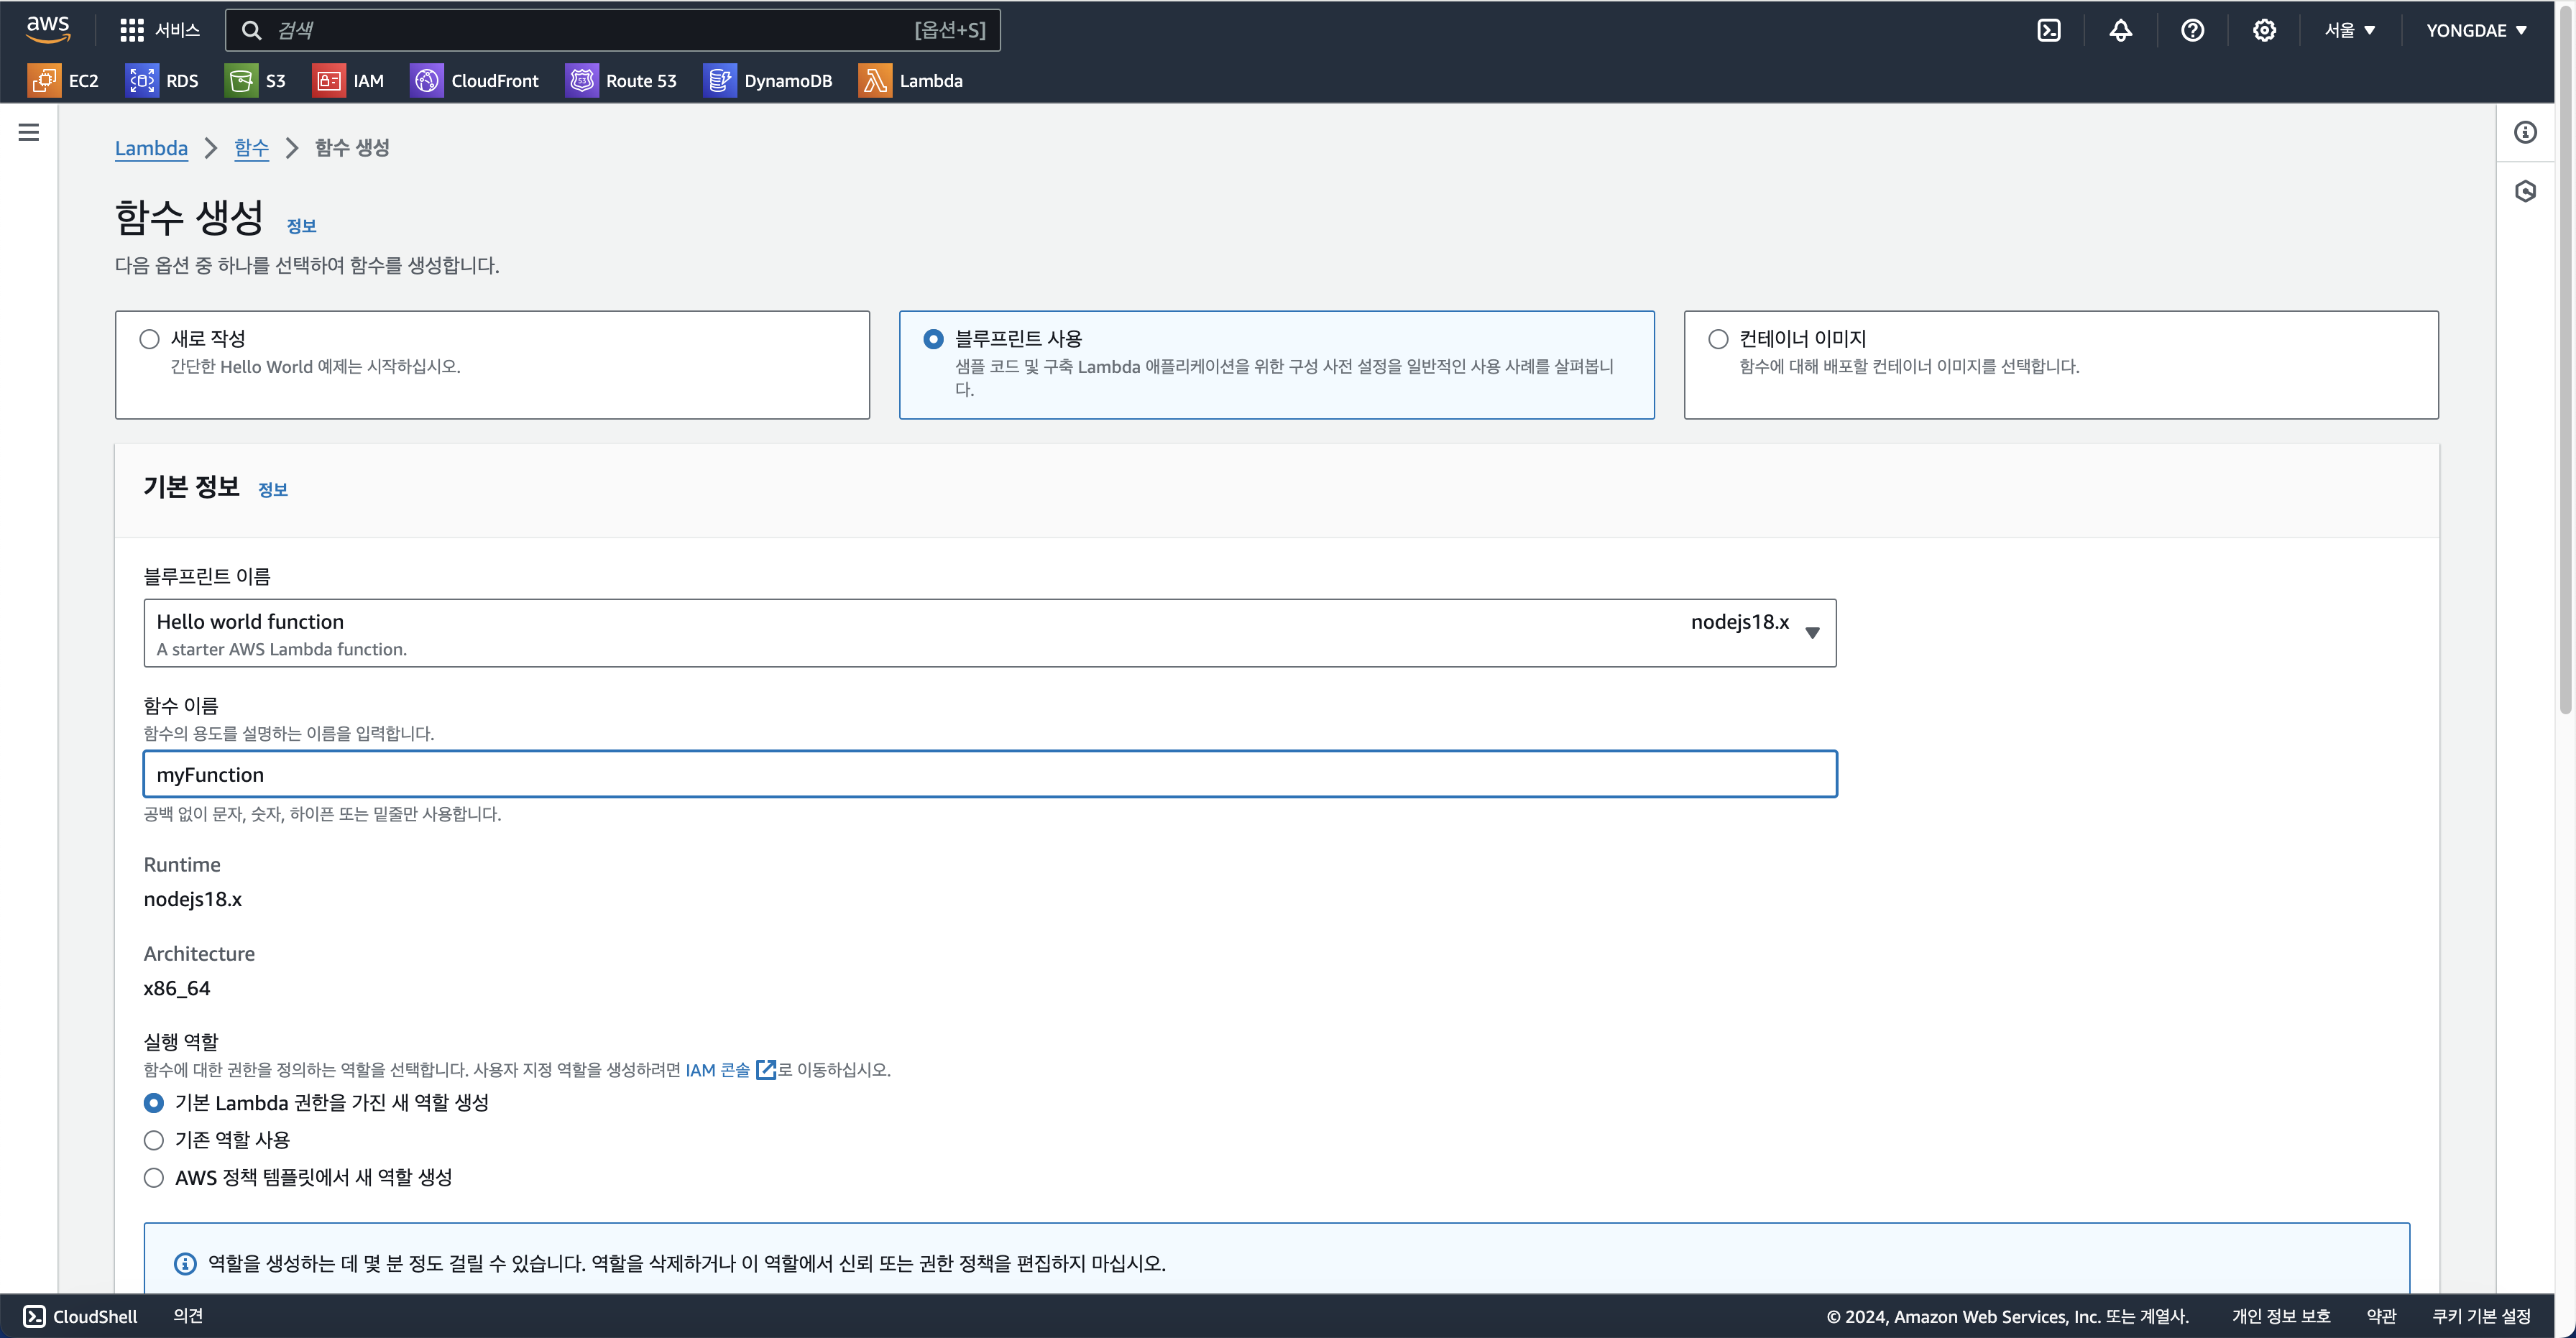 aws
서비스
검색
[옵션+S]
서울
YONGDAE
EC2
RDS
S3
IAM
CloudFront
Route 53
DynamoDB
Lambda
Lambda
함수
함수 생성
함수 생성
정보
다음 옵션 중 하나를 선택하여 함수를 생성합니다.
새로 작성
간단한 Hello World 예제는 시작하십시오.
블루프린트 사용
샘플 코드 및 구축 Lambda 애플리케이션을 위한 구성 사전 설정을 일반적인 사용 사례를 살펴봅니
다.
컨테이너 이미지
함수에 대해 배포할 컨테이너 이미지를 선택합니다.
기본 정보
정보
블루프린트 이름
Hello world function
nodejs18.x
A starter AWS Lambda function.
함수 이름
함수의 용도를 설명하는 이름을 입력합니다.
myFunction
공백 없이 문자, 숫자, 하이픈 또는 밑줄만 사용합니다.
Runtime
nodejs18.x
Architecture
x86_64
실행 역할
함수에 대한 권한을 정의하는 역할을 선택합니다. 사용자 지정 역할을 생성하려면 IAM 콘솔로 이동하십시오.
기본 Lambda 권한을 가진 새 역할 생성
기존 역할 사용
AWS 정책 템플릿에서 새 역할 생성
역할을 생성하는 데 몇 분 정도 걸릴 수 있습니다. 역할을 삭제하거나 이 역할에서 신뢰 또는 권한 정책을 편집하지 마십시오.
CloudShell
의견
© 2024, Amazon Web Services, Inc. 또는 계열사.
개인 정보 보호
약관
쿠키 기본 설정